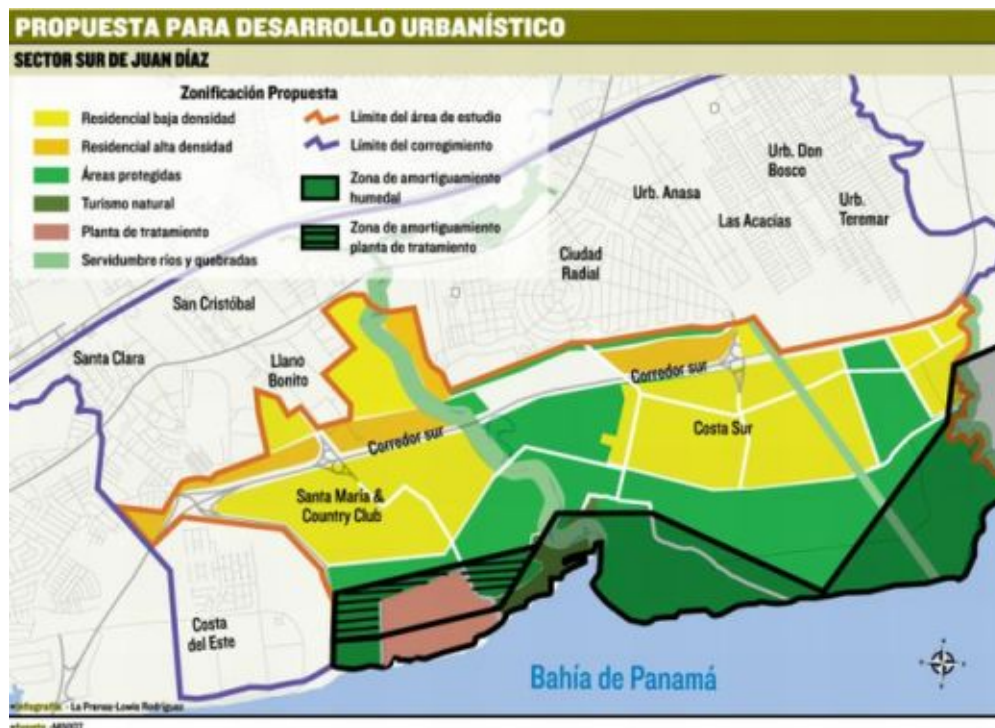 PROPUESTA PARA DESARROLLO URBANÍSTICO
SECTOR SUR DE JUAN DÍAZ
Zonificación Propuesta
Residencial baja densidad
Residencial alta densidad
Áreas protegidas
Turismo natural
Planta de tratamiento
Servidumbre ríos y quebradas
Límite del área de estudio
Límite del corregimiento
Zona de amortiguamiento
humedal
Zona de amortiguamiento
planta de tratamiento
Urb. Don
Bosco
Urb. Anasa
Las Acacias
Urb.
Teremar
Ciudad
Radial
San Cristóbal
Santa Clara
Llano
Bonito
Corredor sur
Corredor sur
Costa Sur
Santa María &
Country Club
Costa
del Este
Bahía de Panamá
Infografía - La Prensa-Lowis Rodríguez